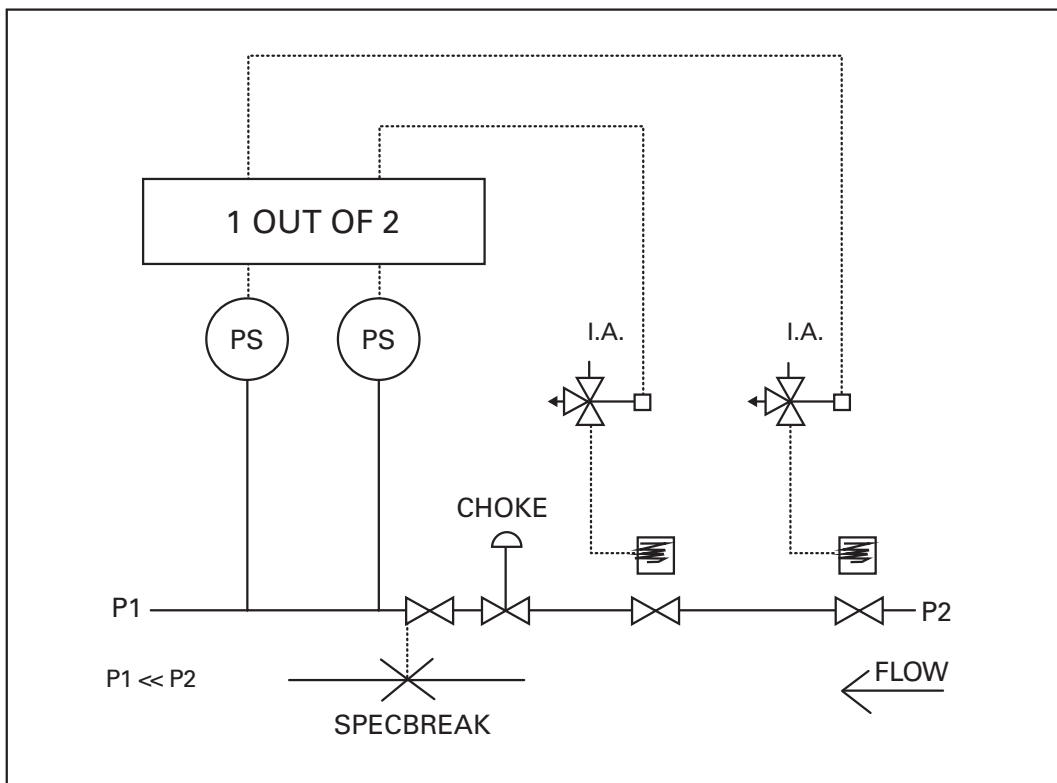 1 OUT OF 2
PS
PS
I.A.
I.A.
CHOKE
P1
P2
P1 << P2
FLOW
SPECBREAK